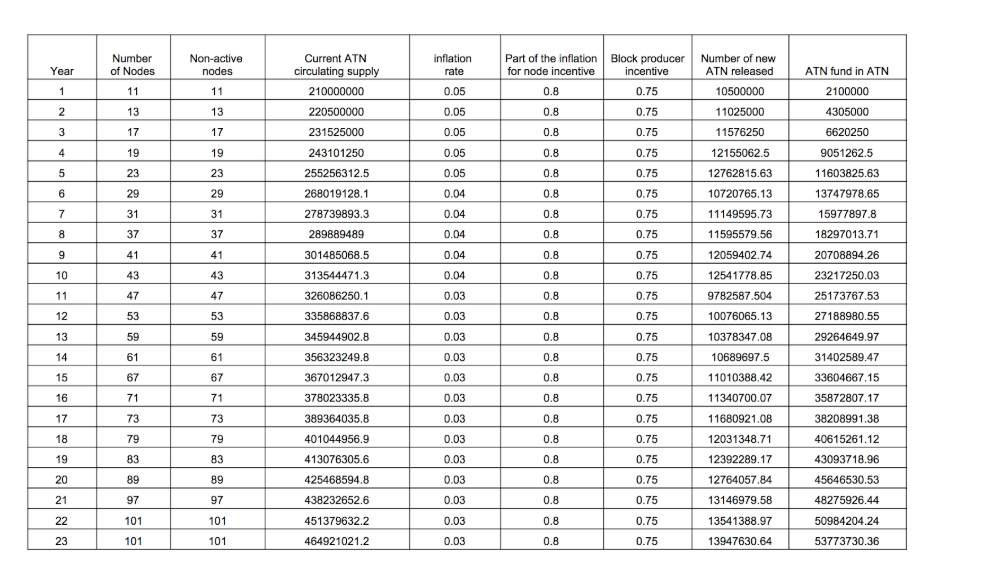 Year Number of Nodes Non-active nodes Current ATN circulating supply inflation rate Part of the inflation for node incentive Block producer incentive Number of new ATN released ATN fund in ATN
1 11 11 210000000 0.05 0.8 0.75 10500000 2100000
2 13 13 220500000 0.05 0.8 0.75 11025000 4305000
3 17 17 231525000 0.05 0.8 0.75 11576250 6620250
4 19 19 243101250 0.05 0.8 0.75 12155062.5 9051262.5
5 23 23 255256312.5 0.05 0.8 0.75 12762815.63 11603825.63
6 29 29 268019128.1 0.04 0.8 0.75 10720765.13 13747978.65
7 31 31 278739893.3 0.04 0.8 0.75 11149595.73 15977897.8
8 37 37 289889489 0.04 0.8 0.75 11595579.56 18297013.71
9 41 41 301485068.5 0.04 0.8 0.75 12059402.74 20708894.26
10 43 43 313544471.3 0.04 0.8 0.75 12541778.85 23217250.03
11 47 47 326086250.1 0.03 0.8 0.75 9782587.504 25173767.53
12 53 53 335868837.6 0.03 0.8 0.75 10076065.13 27188980.55
13 59 59 345944902.8 0.03 0.8 0.75 10378347.08 29264649.97
14 61 61 356323249.8 0.03 0.8 0.75 10689697.5 31402589.47
15 67 67 367012947.3 0.03 0.8 0.75 11010388.42 33604667.15
16 71 71 378023335.8 0.03 0.8 0.75 11340700.07 35872807.17
17 73 73 389364035.8 0.03 0.8 0.75 11680921.08 38208991.38
18 79 79 401044956.9 0.03 0.8 0.75 12031348.71 40615261.12
19 83 83 413076305.6 0.03 0.8 0.75 12392289.17 43093718.96
20 89 89 425468594.8 0.03 0.8 0.75 12764057.84 45646530.53
21 97 97 438232652.6 0.03 0.8 0.75 13146979.58 48275926.44
22 101 101 451379632.2 0.03 0.8 0.75 13541388.97 50984204.24
23 101 101 464921021.2 0.03 0.8 0.75 13947630.64 53773730.36